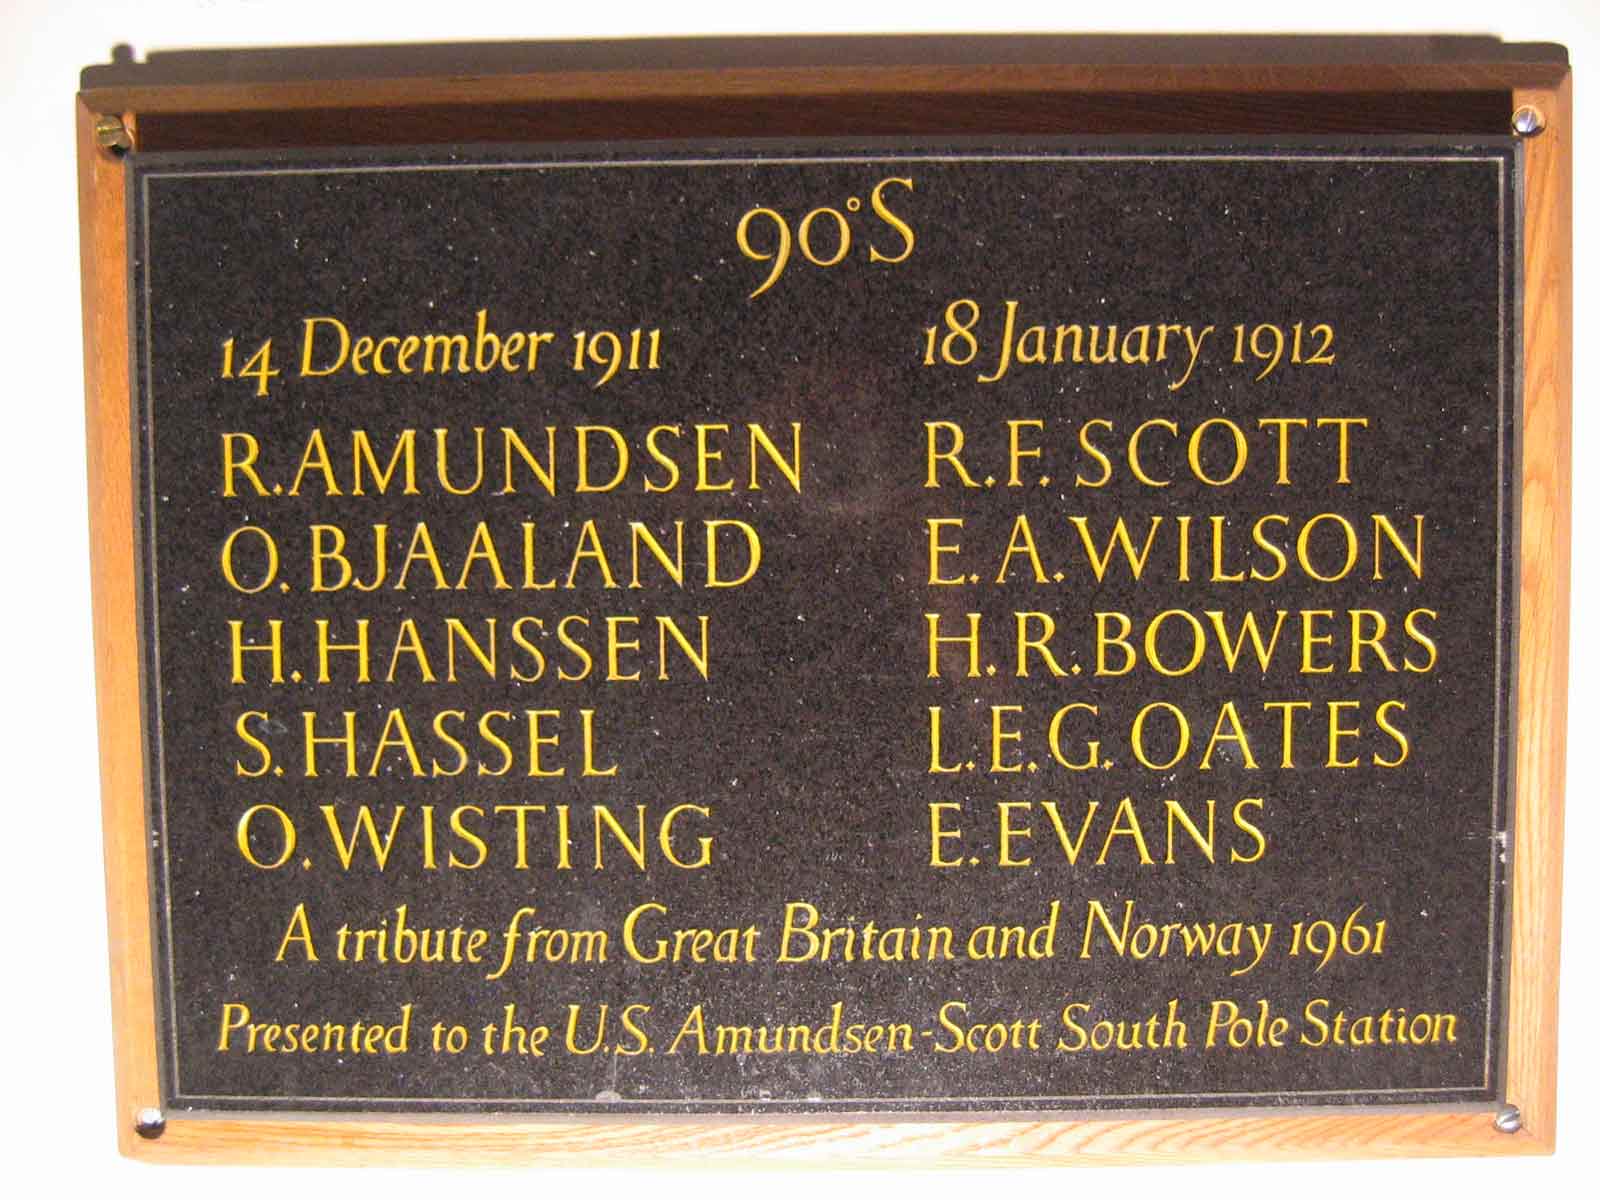 90°S
14 December 1911
R. AMUNDSEN
O. BJAALAND
H. HANSSEN
S. HASSEL
O. WISTING
18 January 1912
R. F. SCOTT
E. A. WILSON
H. R. BOWERS
L. E. G. OATES
E. EVANS
A tribute from Great Britain and Norway 1961
Presented to the U.S. Amundsen-Scott South Pole Station